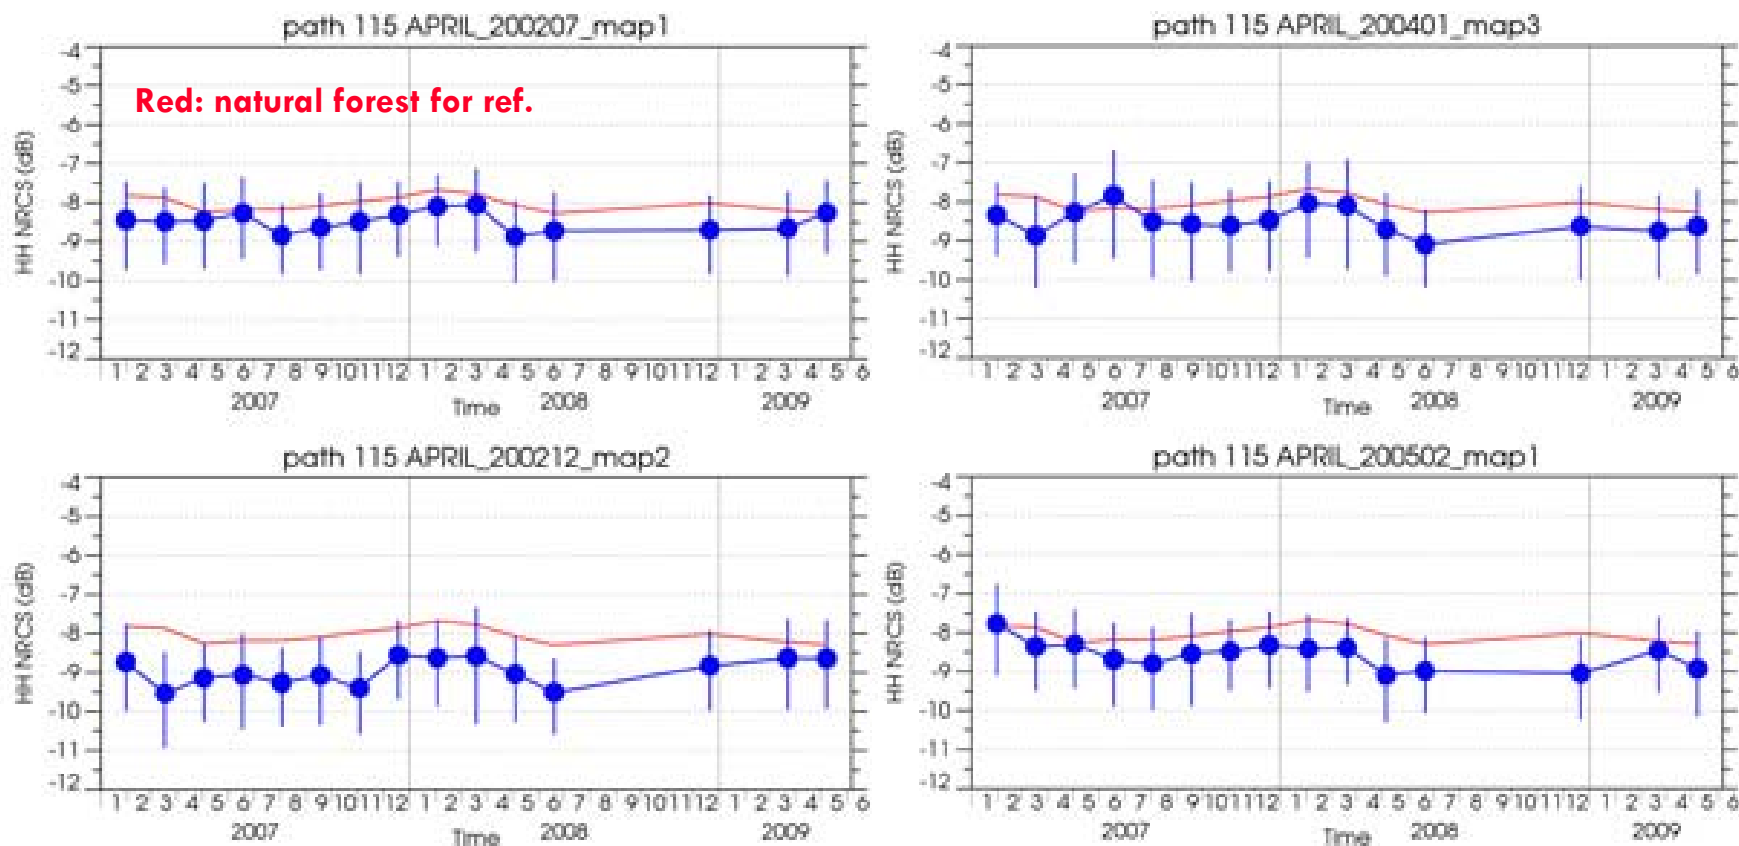 path 115 APRIL_200207_map1
Red: natural forest for ref.
HH NRCS (dB)
-4
-5
-6
-7
-8
-9
-10
-11
-12
1 2 3 4 5 6 7 8 9 10 11 12 1 2 3 4 5 6 7 8 9 10 11 12 1 2 3 4 5 6
2007 Time 2008 2009
path 115 APRIL_200401_map3
HH NRCS (dB)
-4
-5
-6
-7
-8
-9
-10
-11
-12
1 2 3 4 5 6 7 8 9 10 11 12 1 2 3 4 5 6 7 8 9 10 11 12 1 2 3 4 5 6
2007 Time 2008 2009
path 115 APRIL_200212_map2
HH NRCS (dB)
-4
-5
-6
-7
-8
-9
-10
-11
-12
1 2 3 4 5 6 7 8 9 10 11 12 1 2 3 4 5 6 7 8 9 10 11 12 1 2 3 4 5 6
2007 Time 2008 2009
path 115 APRIL_200502_map1
HH NRCS (dB)
-4
-5
-6
-7
-8
-9
-10
-11
-12
1 2 3 4 5 6 7 8 9 10 11 12 1 2 3 4 5 6 7 8 9 10 11 12 1 2 3 4 5 6
2007 Time 2008 2009